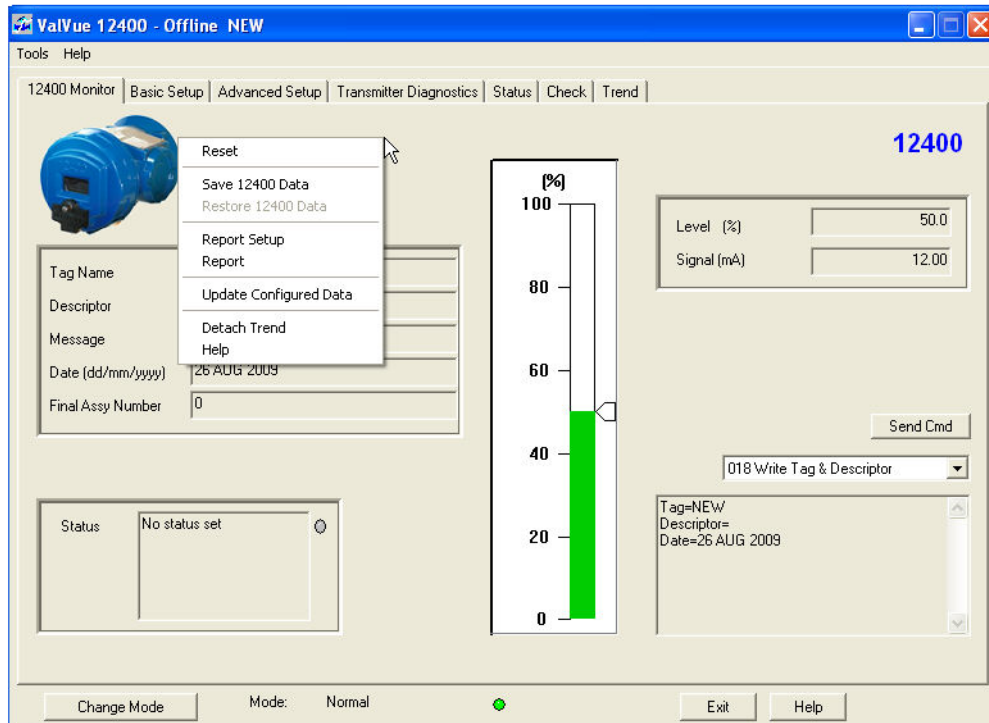 ValVue 12400 - Offline NEW
Tools Help
12400 Monitor Basic Setup Advanced Setup Transmitter Diagnostics Status Check Trend
12400
Reset
Save 12400 Data
Restore 12400 Data
Report Setup
Report
Update Configured Data
Detach Trend
Help
Tag Name
Descriptor
Message
Date (dd/mm/yyyy) 26 AUG 2009
Final Assy Number 0
Status No status set
(%)
100
80
60
40
20
0
Level (%) 50.0
Signal (mA) 12.00
Send Cmd
018 Write Tag & Descriptor
Tag=NEW
Descriptor=
Date=26 AUG 2009
Change Mode Mode: Normal Exit Help